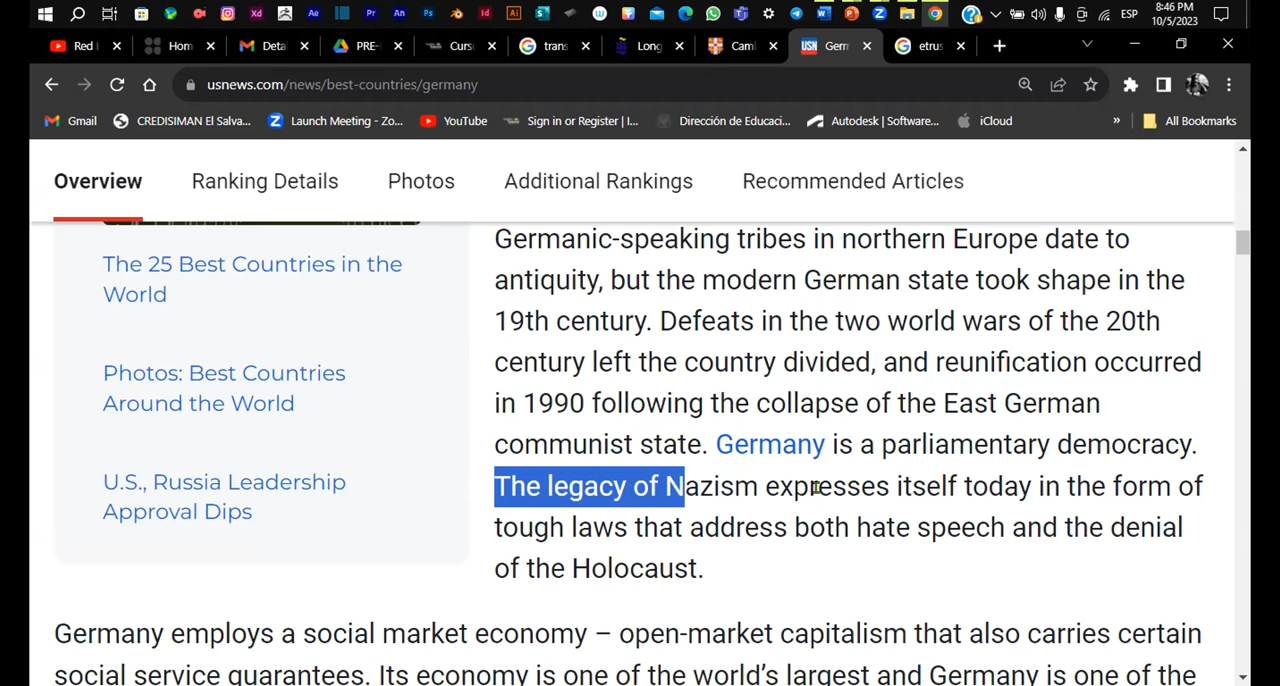 8:46 PM
ESP
10/5/2023
Red
Hom
Deta
PRE-
Curs
trans
Long
Caml
Germ
etrus
usnews.com/news/best-countries/germany
Gmail
CREDISIMAN El Salva...
Launch Meeting - Zo...
YouTube
Sign in or Register | I...
Dirección de Educaci...
Autodesk | Software...
iCloud
»
All Bookmarks
Overview
Ranking Details
Photos
Additional Rankings
Recommended Articles
The 25 Best Countries in the
World
Photos: Best Countries
Around the World
U.S., Russia Leadership
Approval Dips
Germanic-speaking tribes in northern Europe date to
antiquity, but the modern German state took shape in the
19th century. Defeats in the two world wars of the 20th
century left the country divided, and reunification occurred
in 1990 following the collapse of the East German
communist state. Germany is a parliamentary democracy.
The legacy of Nazism expresses itself today in the form of
tough laws that address both hate speech and the denial
of the Holocaust.
Germany employs a social market economy – open-market capitalism that also carries certain
social service guarantees. Its economy is one of the world's largest and Germany is one of the